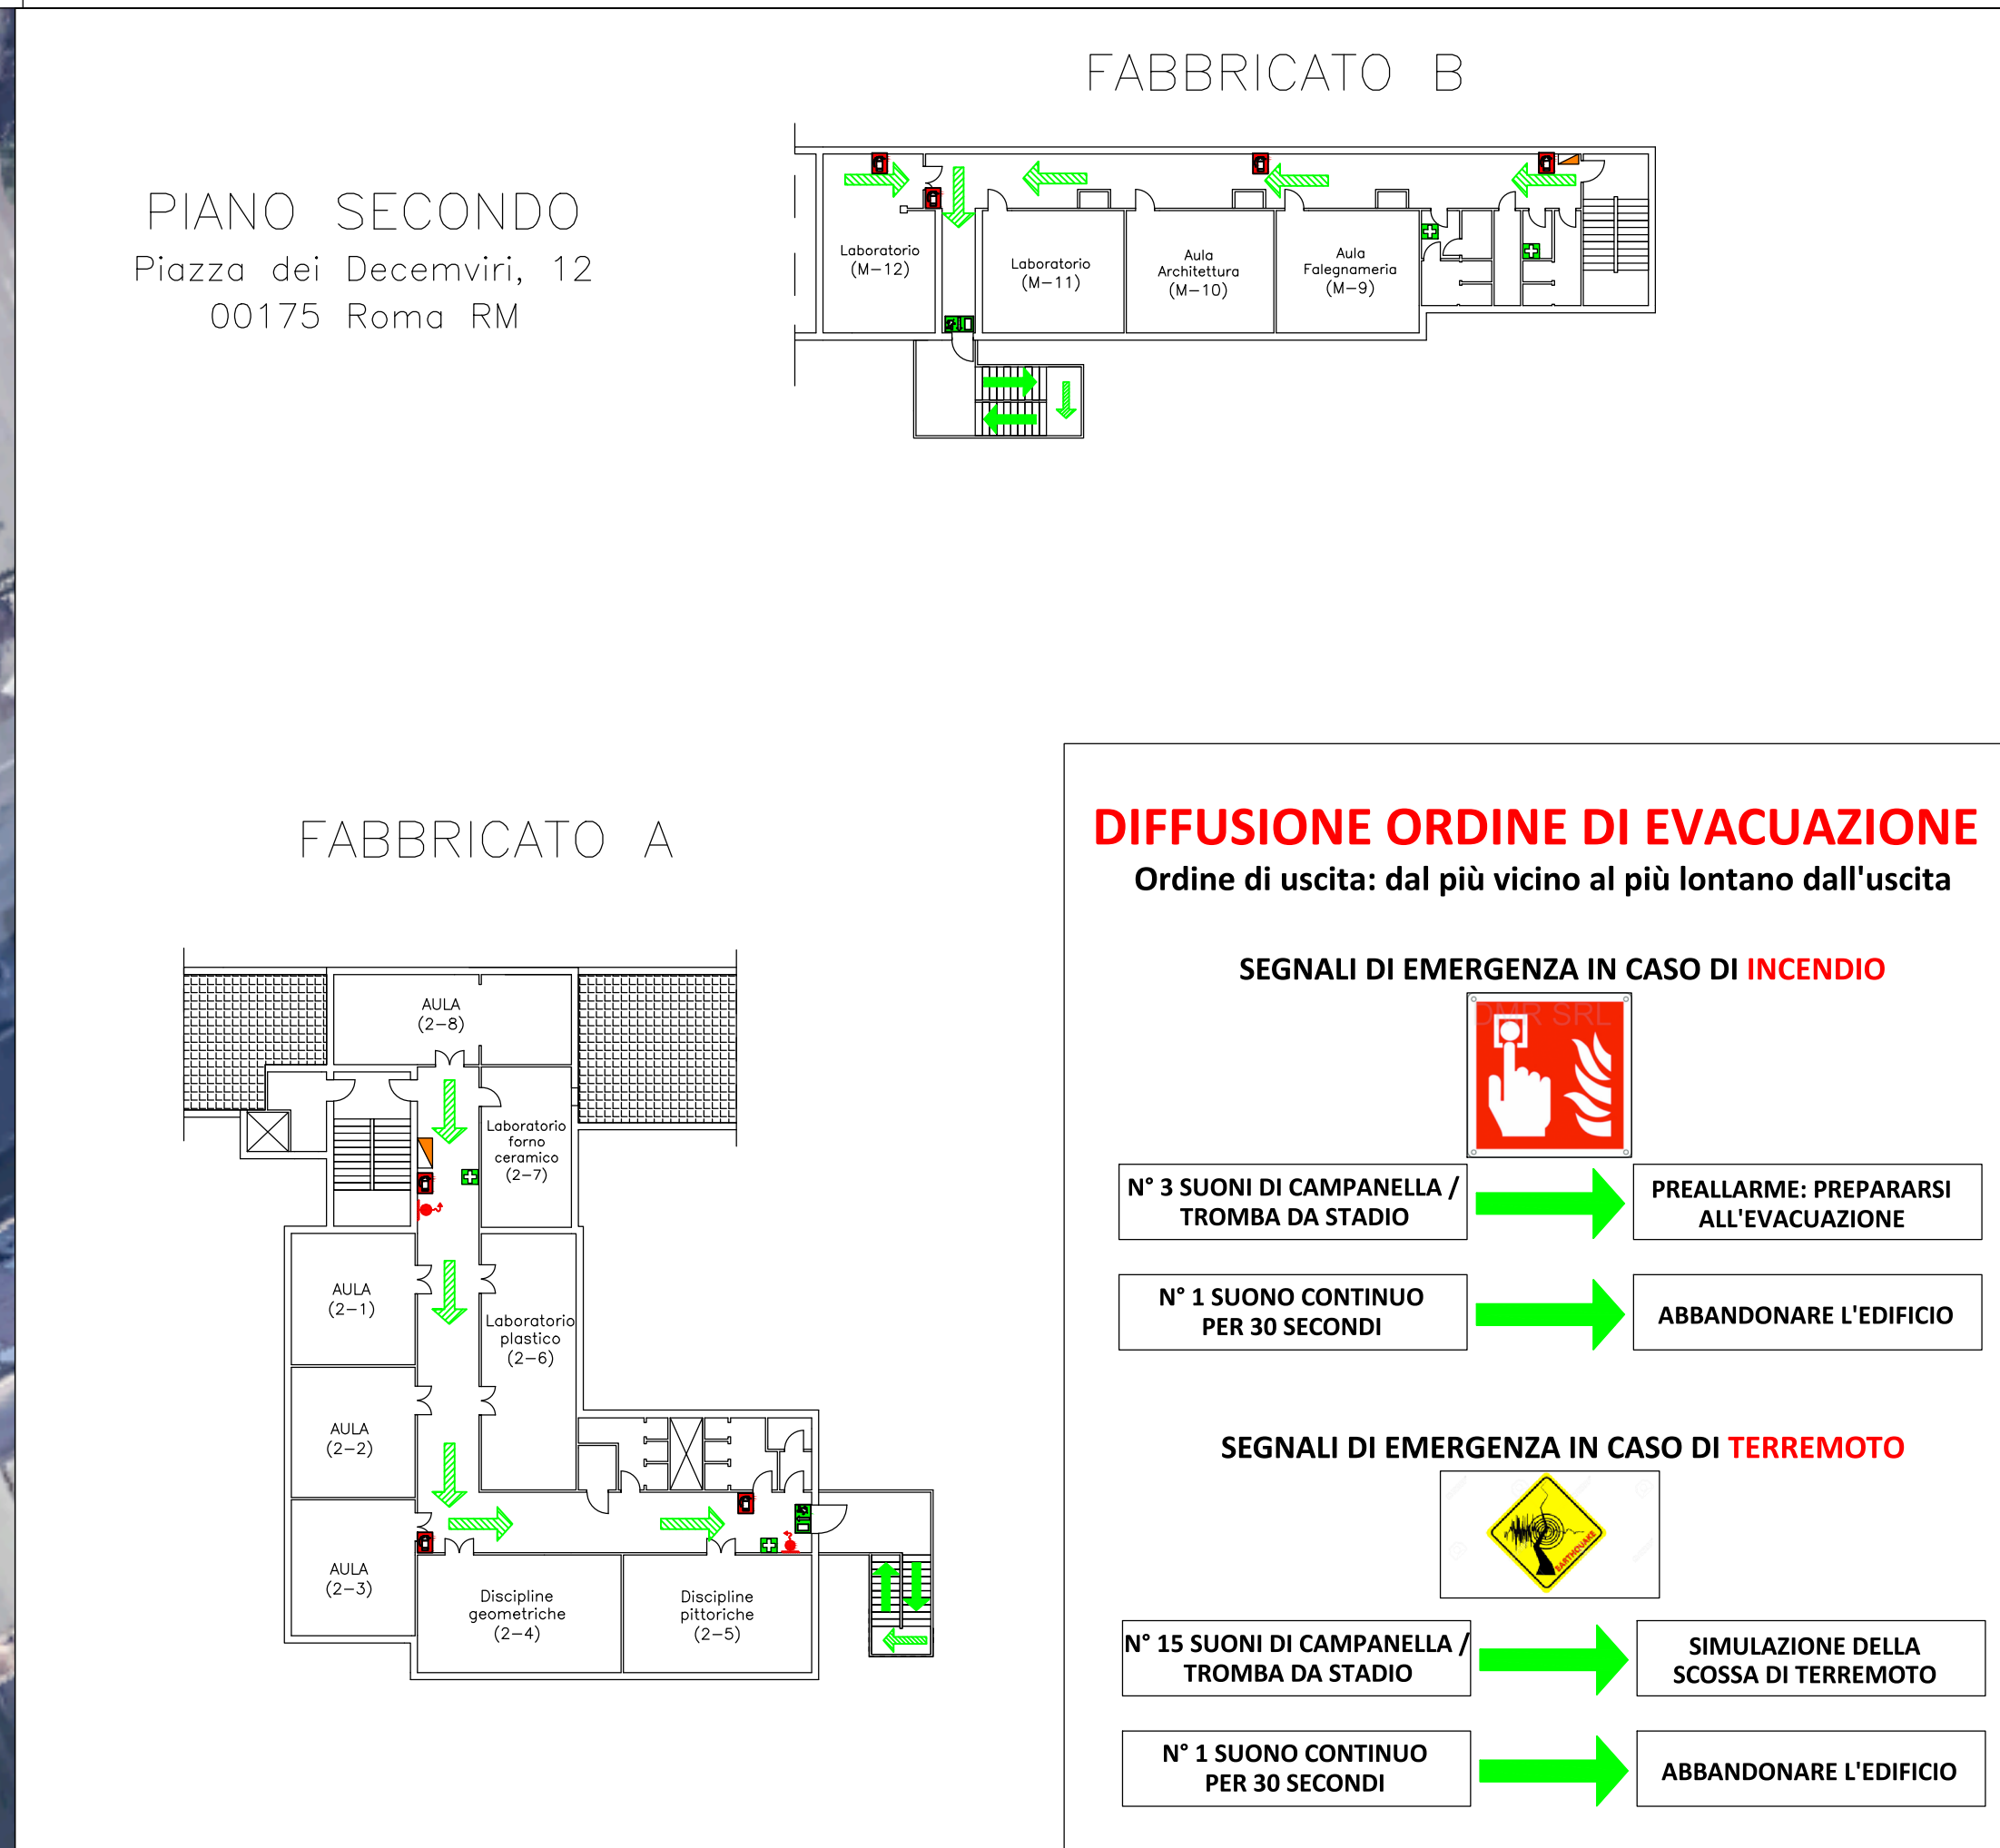 FABBRICATO B
PIANO SECONDO
Piazza dei Decemviri, 12
00175 Roma RM
Laboratorio
(M-12)
Laboratorio
(M-11)
Aula
Architettura
(M-10)
Aula
Falegnameria
(M-9)
FABBRICATO A
AULA
(2-8)
Laboratorio
forno
ceramico
(2-7)
AULA
(2-1)
Laboratorio
plastico
(2-6)
AULA
(2-2)
AULA
(2-3)
Discipline
geometriche
(2-4)
Discipline
pittoriche
(2-5)
DIFFUSIONE ORDINE DI EVACUAZIONE
Ordine di uscita: dal più vicino al più lontano dall'uscita
SEGNALI DI EMERGENZA IN CASO DI INCENDIO
DMR SRL
N° 3 SUONI DI CAMPANELLA /
TROMBA DA STADIO
PREALLARME: PREPARARSI
ALL'EVACUAZIONE
N° 1 SUONO CONTINUO
PER 30 SECONDI
ABBANDONARE L'EDIFICIO
SEGNALI DI EMERGENZA IN CASO DI TERREMOTO
EARTHQUAKE
N° 15 SUONI DI CAMPANELLA /
TROMBA DA STADIO
SIMULAZIONE DELLA
SCOSSA DI TERREMOTO
N° 1 SUONO CONTINUO
PER 30 SECONDI
ABBANDONARE L'EDIFICIO